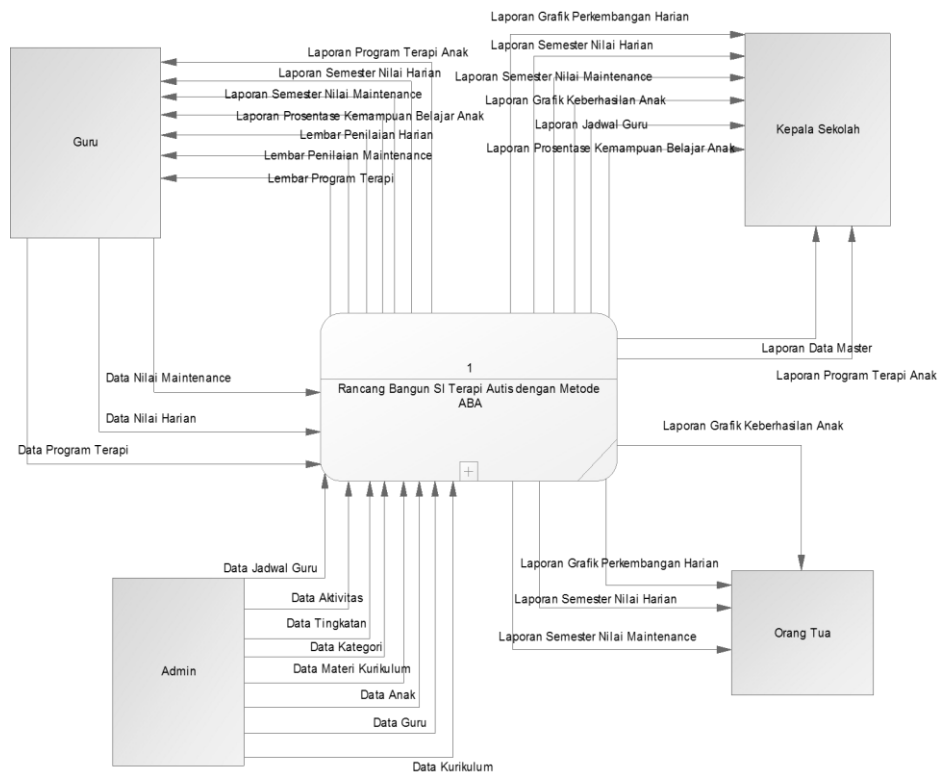 Laporan Grafik Perkembangan Harian
Laporan Program Terapi Anak
Laporan Semester Nilai Harian
Laporan Semester Nilai Harian
Laporan Semester Nilai Maintenance
Laporan Semester Nilai Maintenance
Laporan Grafik Keberhasilan Anak
Laporan Prosentase Kemampuan Belajar Anak
Laporan Jadwal Guru
Kepala Sekolah
Lembar Penilaian Harian
Guru
Laporan Prosentase Kemampuan Belajar Anak
Lembar Penilaian Maintenance
Lembar Program Terapi
Laporan Data Master
1
Laporan Program Terapi Anak
Data Nilai Maintenance
Rancang Bangun SI Terapi Autis dengan Metode
ABA
Data Nilai Harian
Laporan Grafik Keberhasilan Anak
Data Program Terapi
Laporan Grafik Perkembangan Harian
Data Jadwal Guru
Data Aktivitas
Laporan Semester Nilai Harian
Data Tingkatan
Orang Tua
Laporan Semester Nilai Maintenance
Data Kategori
Data Materi Kurikulum
Admin
Data Anak
Data Guru
Data Kurikulum